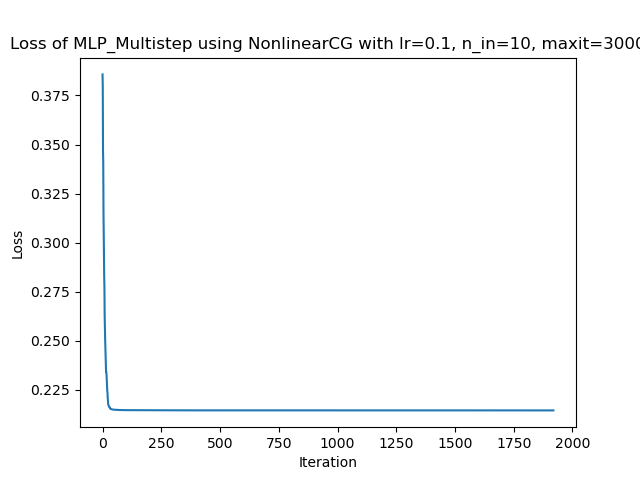 Loss of MLP_Multistep using NonlinearCG with lr=0.1, n_in=10, maxit=3000
0.375
0.350
0.325
0.300
0.275
0.250
0.225
Loss
0 250 500 750 1000 1250 1500 1750 2000
Iteration